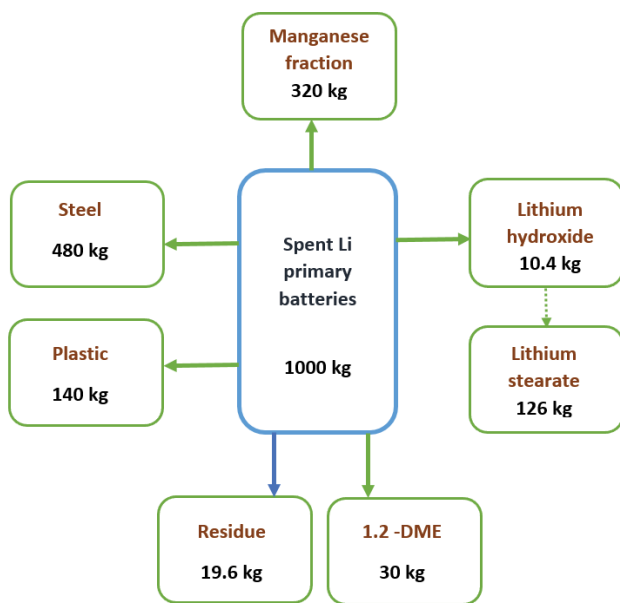 Manganese
fraction
320 kg
Steel
480 kg
Spent Li
primary
batteries
1000 kg
Lithium
hydroxide
10.4 kg
Plastic
140 kg
Lithium
stearate
126 kg
Residue
19.6 kg
1.2 -DME
30 kg